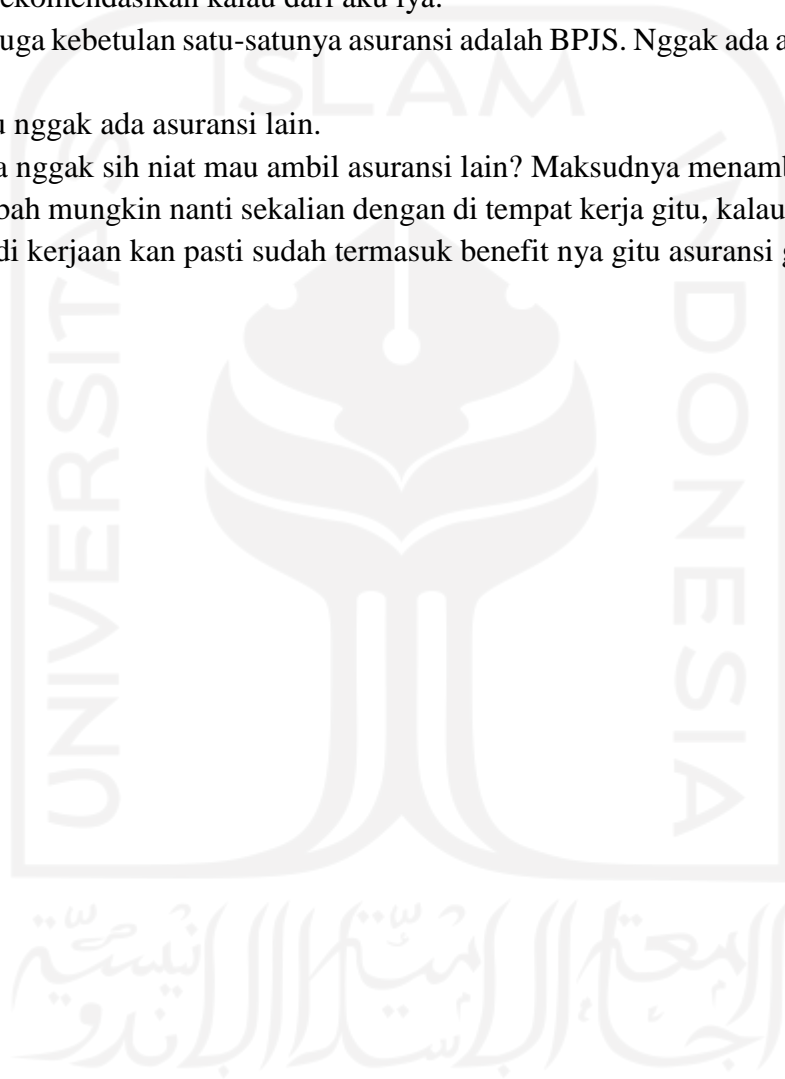 ekomendasikan kalau dari aku iya.
uga kebetulan satu-satunya asuransi adalah BPJS. Nggak ada a
u nggak ada asuransi lain.
a nggak sih niat mau ambil asuransi lain? Maksudnya menamb
bah mungkin nanti sekalian dengan di tempat kerja gitu, kalau
di kerjaan kan pasti sudah termasuk benefit nya gitu asuransi g
ISLAM
UNIVERSITAS
INDONESIA